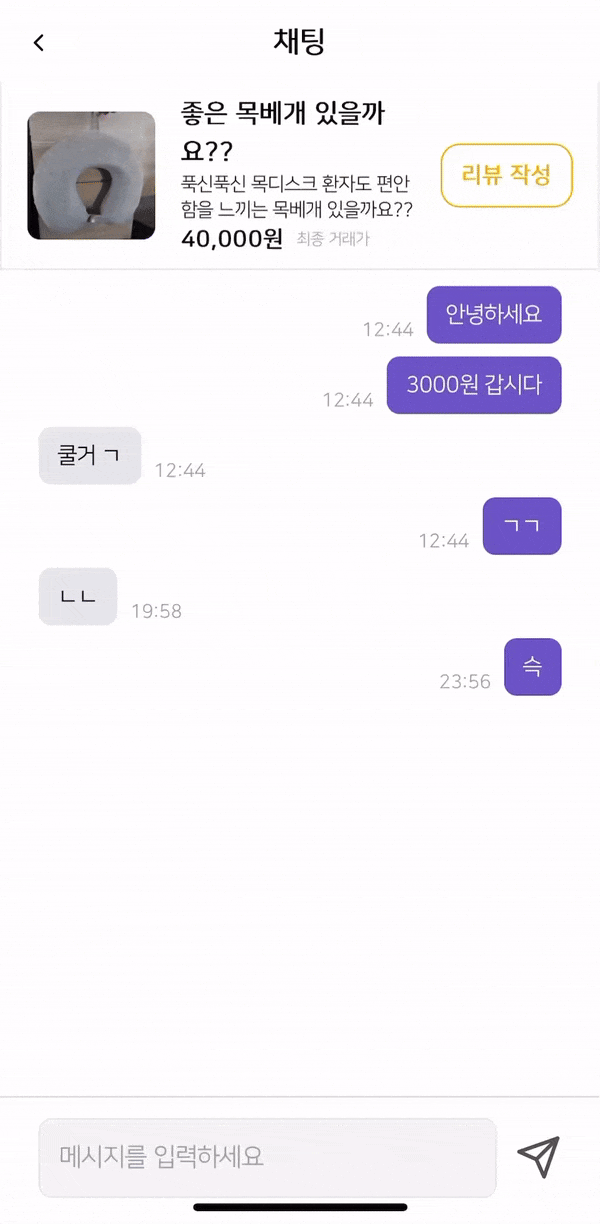 채팅
좋은 목베개 있을까
요??
푹신푹신 목디스크 환자도 편안
함을 느끼는 목베개 있을까요??
40,000원 최종 거래가
리뷰 작성
12:44 안녕하세요
12:44 3000원 갑시다
쿨거 ㄱ 12:44
12:44 ㄱㄱ
ㄴㄴ 19:58
23:56 슥
메시지를 입력하세요